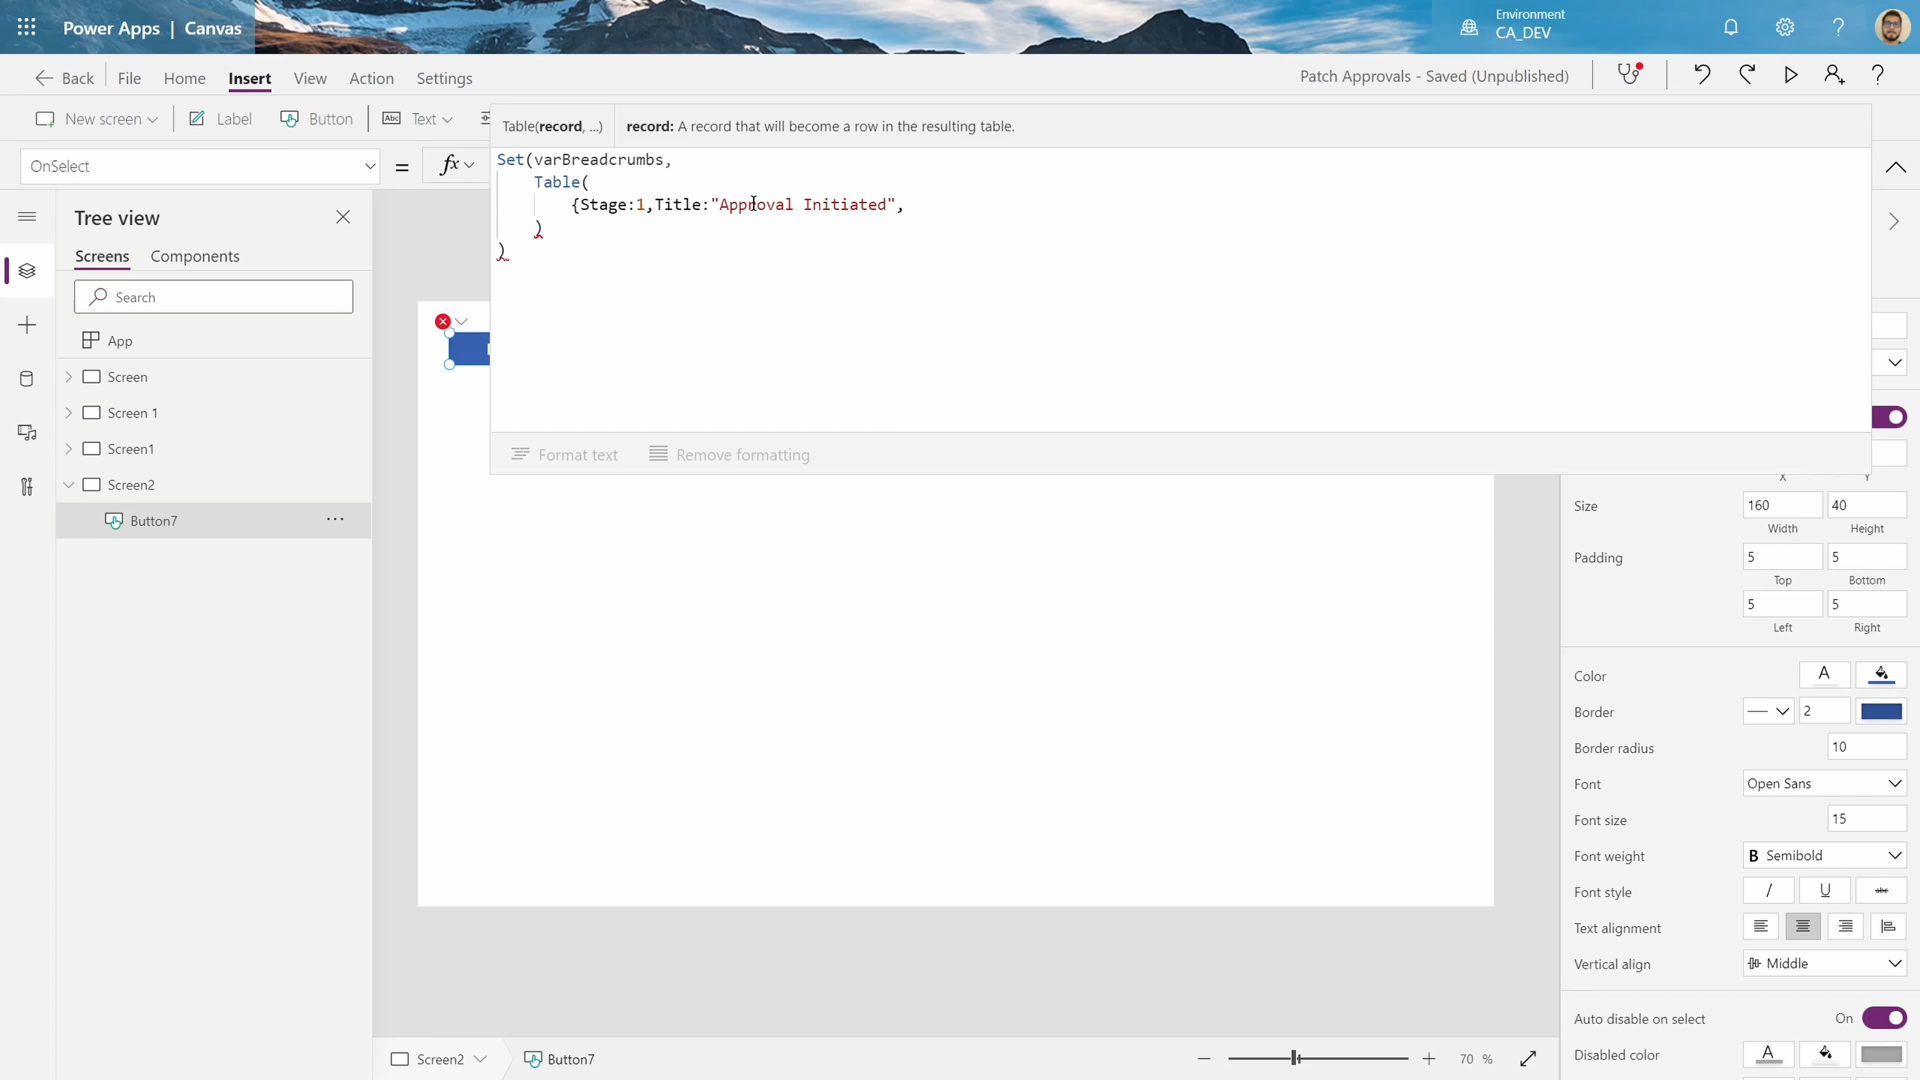 Power Apps | Canvas
Environment
CA_DEV
Back File Home Insert View Action Settings
Patch Approvals - Saved (Unpublished)
New screen Label Button Text
Table(record, ...) record: A record that will become a row in the resulting table.
OnSelect = fx
Set(varBreadcrumbs,
Table(
{Stage:1,Title:"Approval Initiated",
)
)
Format text Remove formatting
Tree view
Screens Components
Search
App
Screen
Screen 1
Screen1
Screen2
Button7
X Y
Size 160 40
Width Height
Padding 5 5
Top Bottom
5 5
Left Right
Color
Border 2
Border radius 10
Font Open Sans
Font size 15
Font weight B Semibold
Font style / U abc
Text alignment
Vertical align Middle
Auto disable on select On
Disabled color
Screen2 Button7
70 %